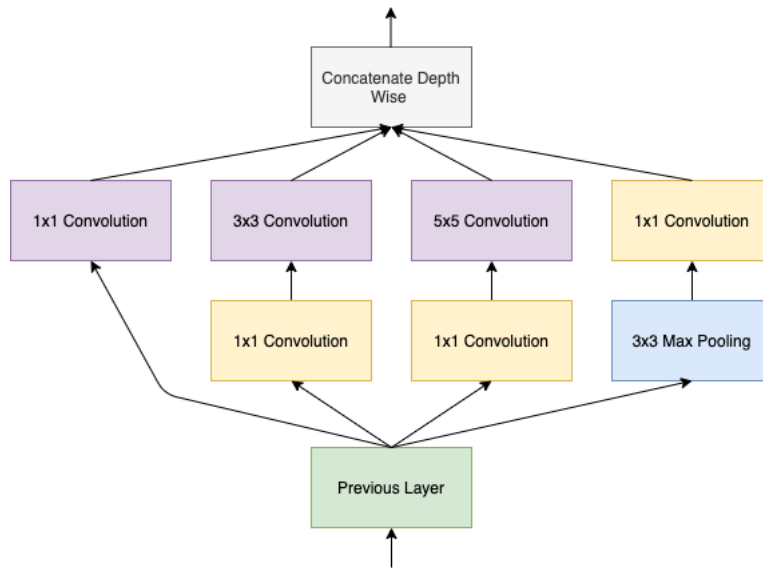 Concatenate Depth
Wise
1x1 Convolution
3x3 Convolution
5x5 Convolution
1x1 Convolution
1x1 Convolution
1x1 Convolution
3x3 Max Pooling
Previous Layer